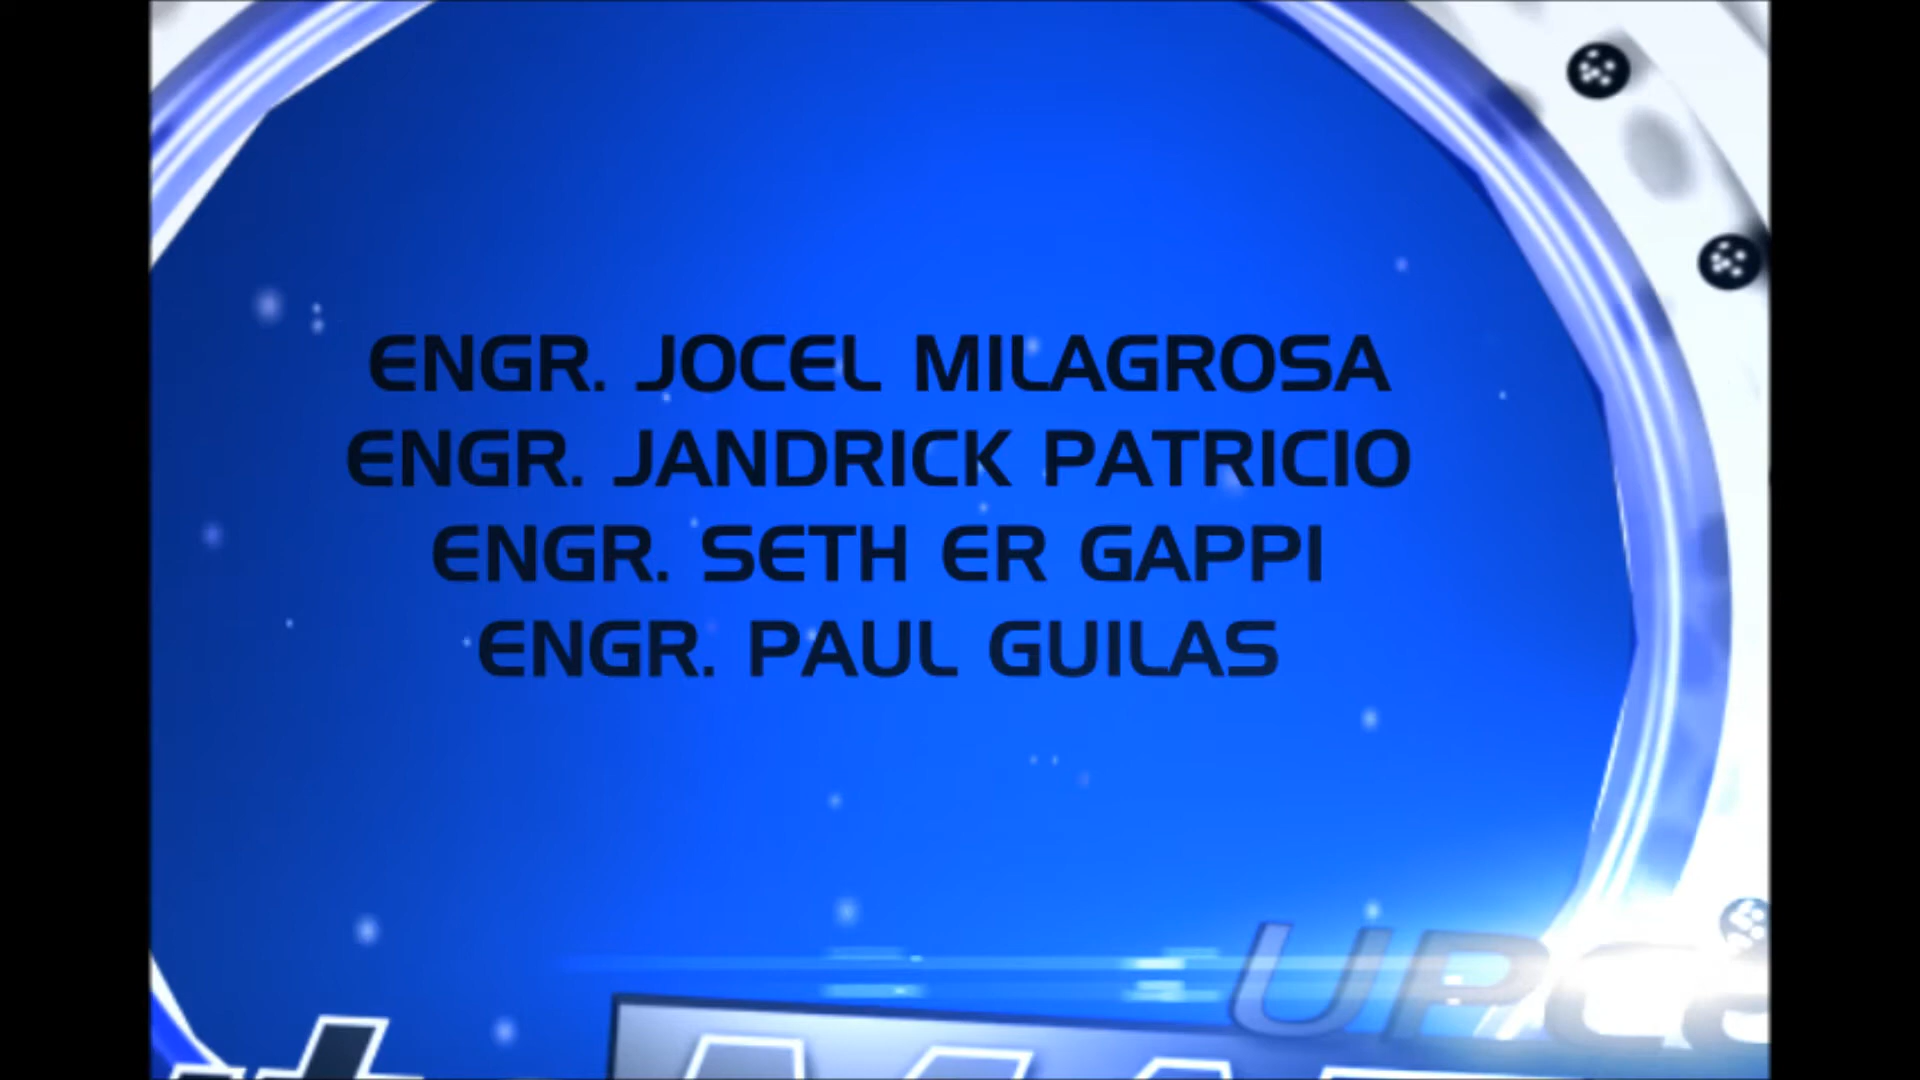 ENGR. JOCEL MILAGROSA
ENGR. JANDRICK PATRICIO
ENGR. SETH ER GAPPI
ENGR. PAUL GUILAS